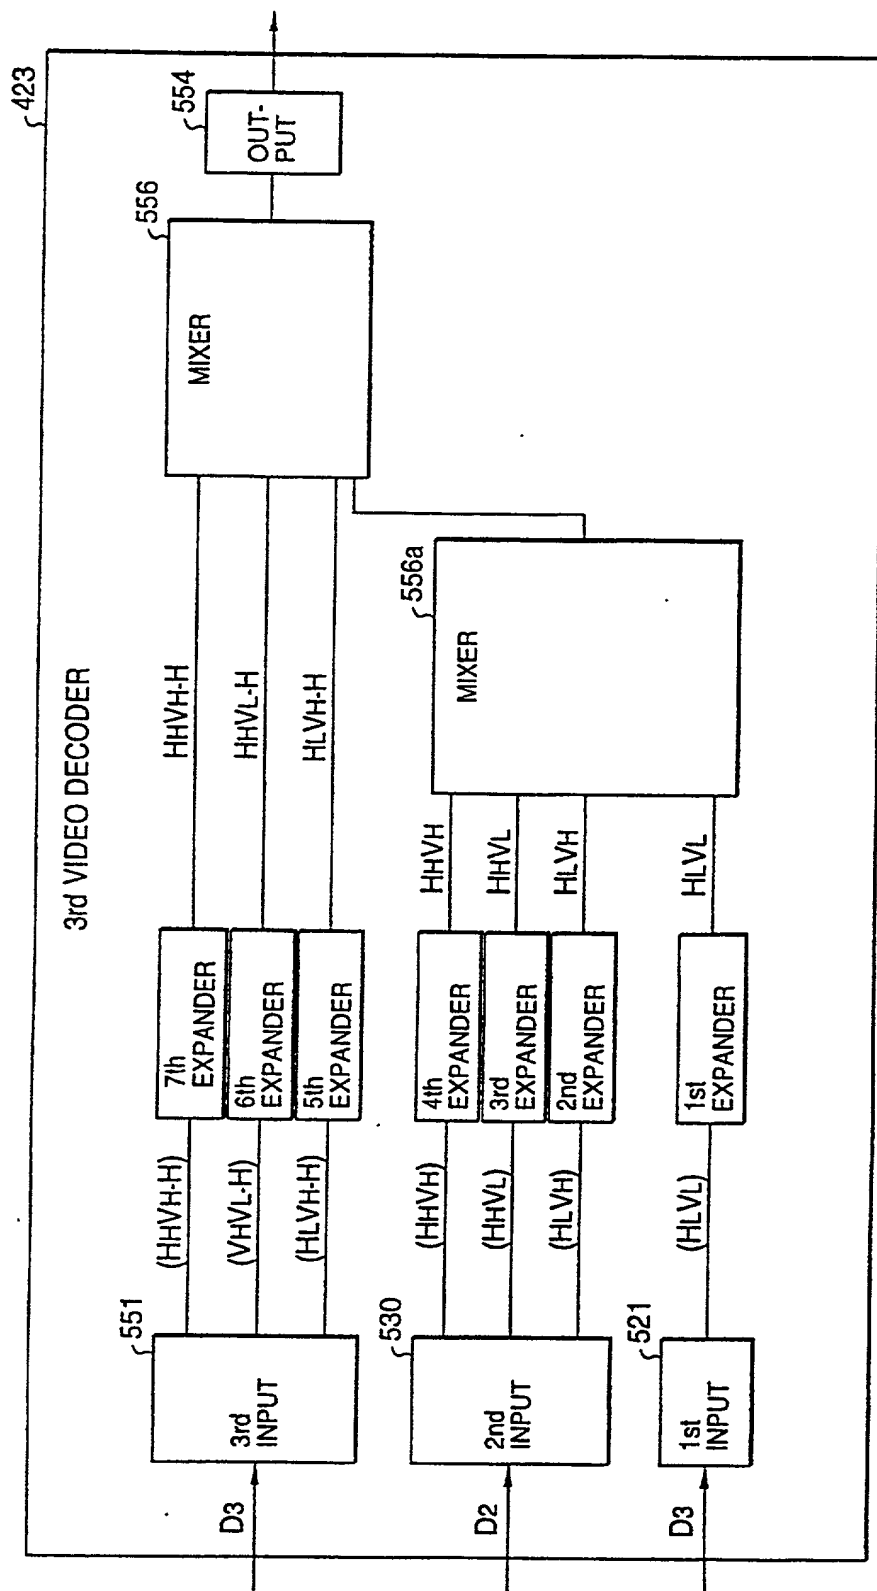 423
3rd VIDEO DECODER
D3
3rd
INPUT
551
(HHVH-H)
(VHVL-H)
(HLVH-H)
7th
EXPANDER
6th
EXPANDER
5th
EXPANDER
HHVH-H
HHVL-H
HLVH-H
MIXER
556
OUT-
PUT
554
D2
2nd
INPUT
530
(HHVH)
(HHVL)
(HLVH)
4th
EXPANDER
3rd
EXPANDER
2nd
EXPANDER
HHVH
HHVL
HLVH
MIXER
556a
D3
1st
INPUT
521
(HLVL)
1st
EXPANDER
HLVL